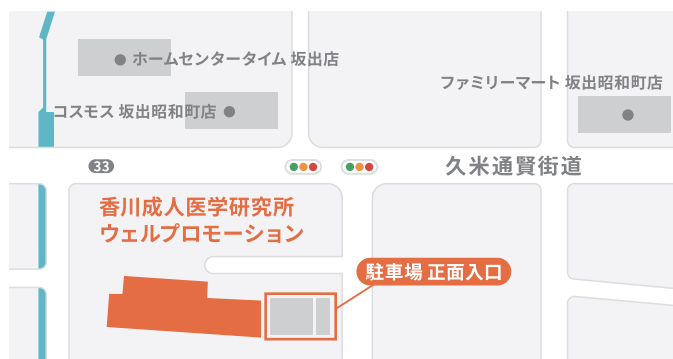 ホームセンタータイム 坂出店
ファミリーマート 坂出昭和町店
コスモス 坂出昭和町店
33
久米通賢街道
香川成人医学研究所
ウェルプロモーション
駐車場 正面入口